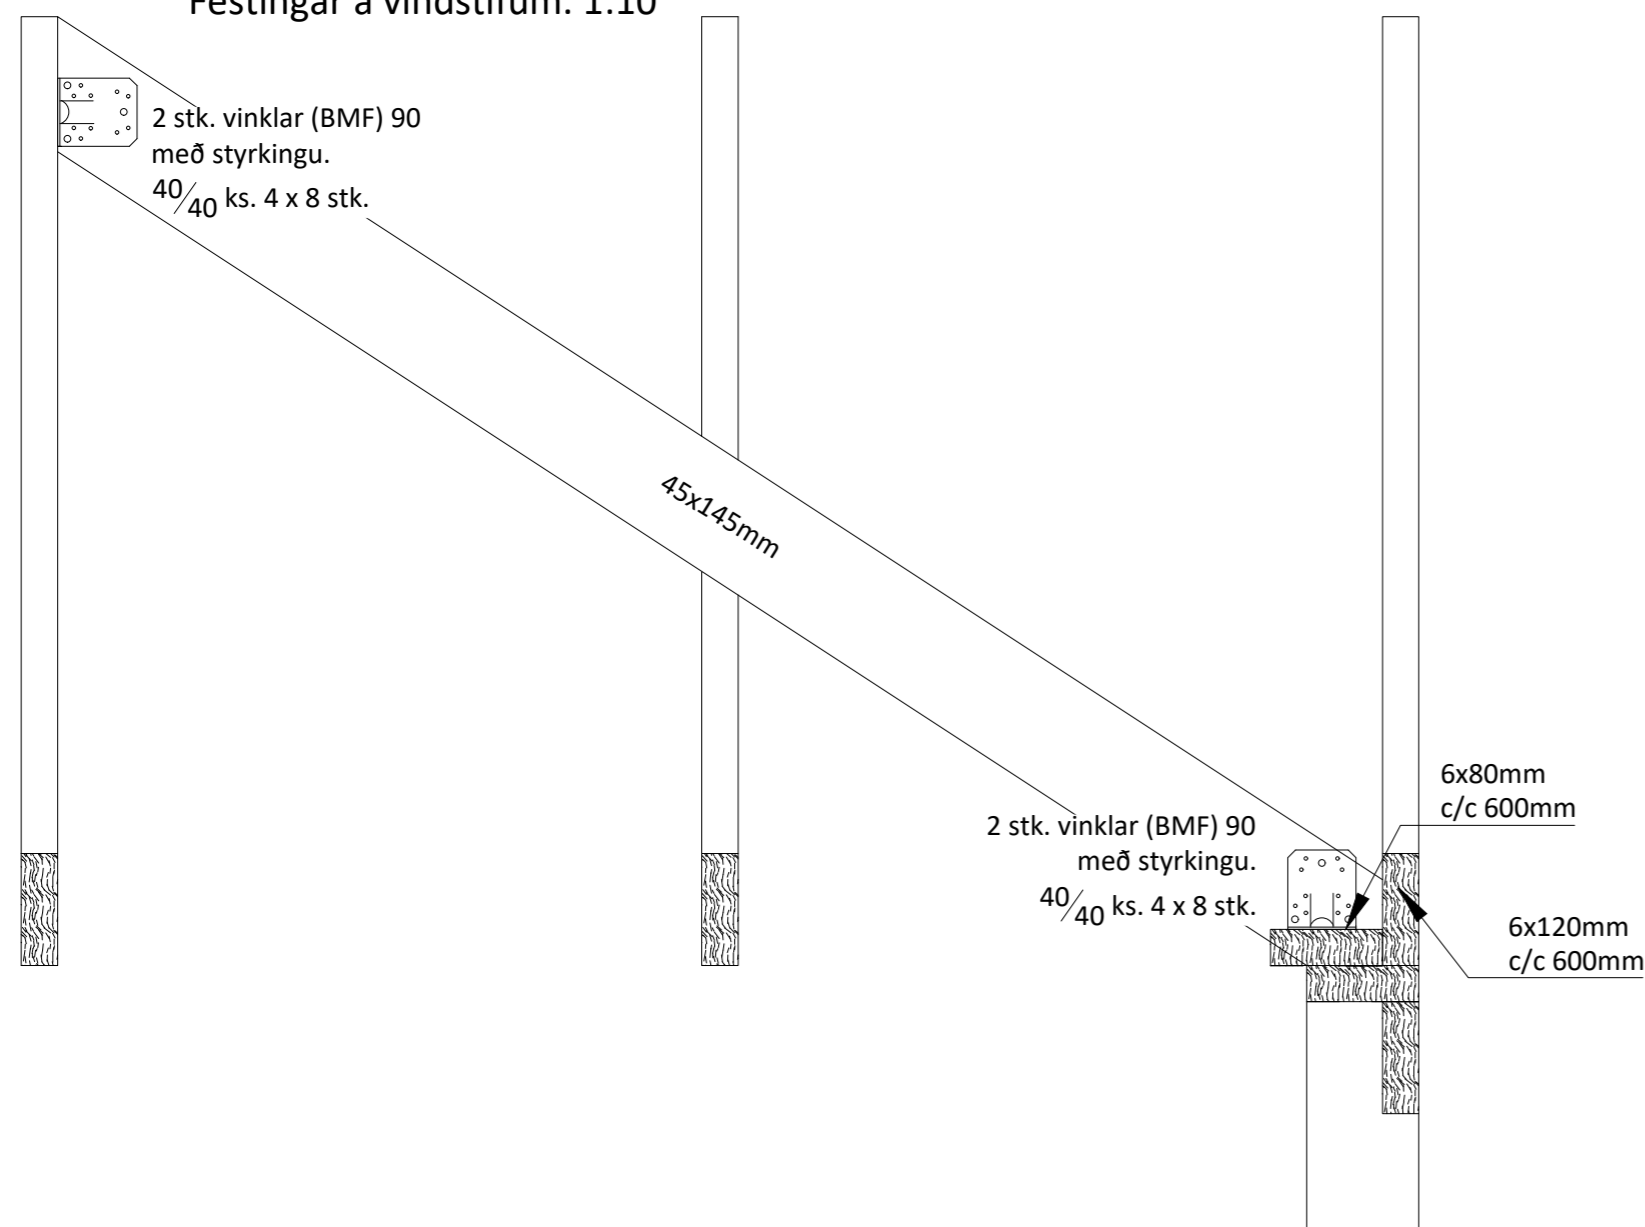 Festingar á vindstífum. 1:10
2 stk. vinklar (BMF) 90
með styrkingu.
40/40 ks. 4 x 8 stk.
45x145mm
6x80mm
c/c 600mm
2 stk. vinklar (BMF) 90
með styrkingu.
40/40 ks. 4 x 8 stk.
6x120mm
c/c 600mm